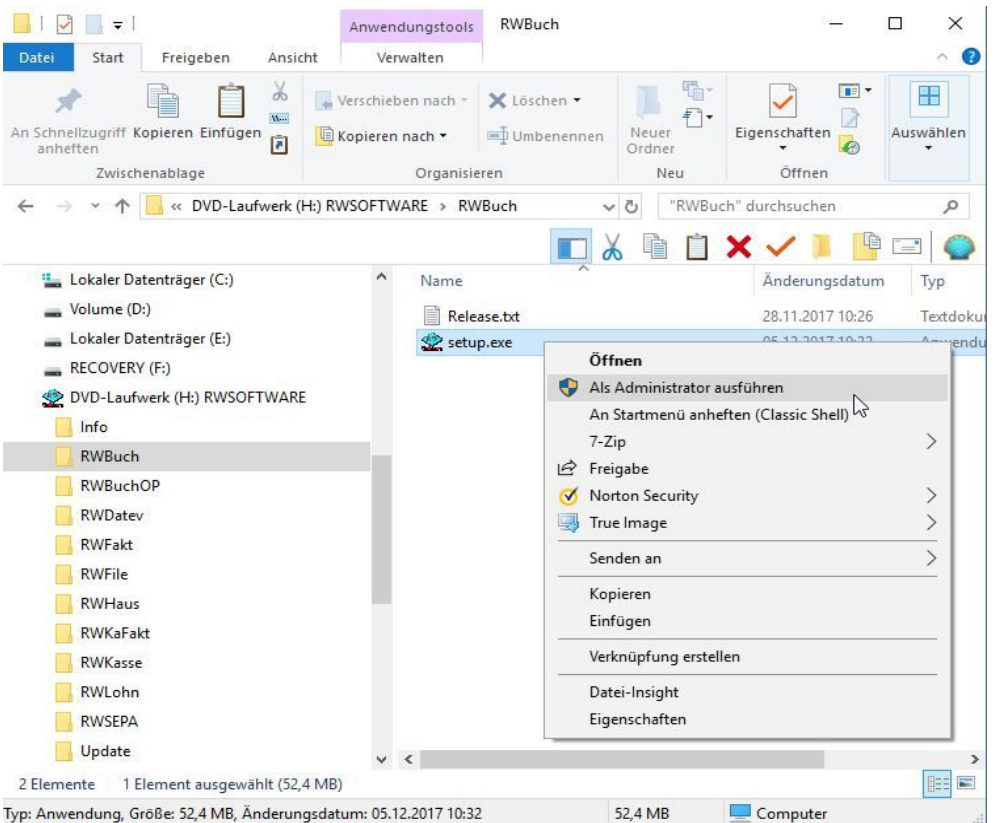 Anwendungstools RWBuch
Datei Start Freigeben Ansicht Verwalten
An Schnellzugriff anheften
Kopieren
Einfügen
Zwischenablage
Verschieben nach
Kopieren nach
Löschen
Umbenennen
Organisieren
Neuer Ordner
Neu
Eigenschaften
Öffnen
Auswählen
« DVD-Laufwerk (H:) RWSOFTWARE > RWBuch
"RWBuch" durchsuchen
Lokaler Datenträger (C:)
Volume (D:)
Lokaler Datenträger (E:)
RECOVERY (F:)
DVD-Laufwerk (H:) RWSOFTWARE
Info
RWBuch
RWBuchOP
RWDatev
RWFakt
RWFile
RWHaus
RWKaFakt
RWKasse
RWLohn
RWSEPA
Update
Name Änderungsdatum Typ
Release.txt 28.11.2017 10:26
setup.exe
Öffnen
Als Administrator ausführen
An Startmenü anheften (Classic Shell)
7-Zip
Freigabe
Norton Security
True Image
Senden an
Kopieren
Einfügen
Verknüpfung erstellen
Datei-Insight
Eigenschaften
2 Elemente 1 Element ausgewählt (52,4 MB)
Typ: Anwendung, Größe: 52,4 MB, Änderungsdatum: 05.12.2017 10:32 52,4 MB Computer